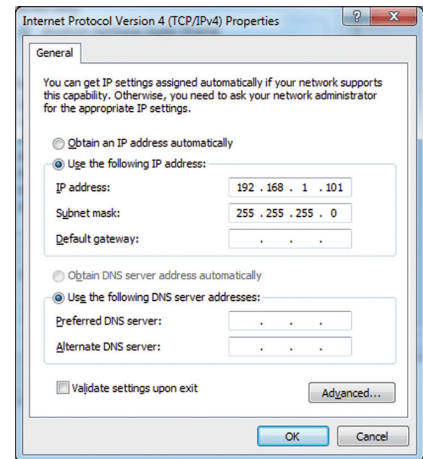 Internet Protocol Version 4 (TCP/IPv4) Properties
General
You can get IP settings assigned automatically if your network supports
this capability. Otherwise, you need to ask your network administrator
for the appropriate IP settings.
Obtain an IP address automatically
Use the following IP address:
IP address: 192 . 168 . 1 . 101
Subnet mask: 255 . 255 . 255 . 0
Default gateway: . . .
Obtain DNS server address automatically
Use the following DNS server addresses:
Preferred DNS server: . . .
Alternate DNS server: . . .
Validate settings upon exit
Advanced...
OK Cancel